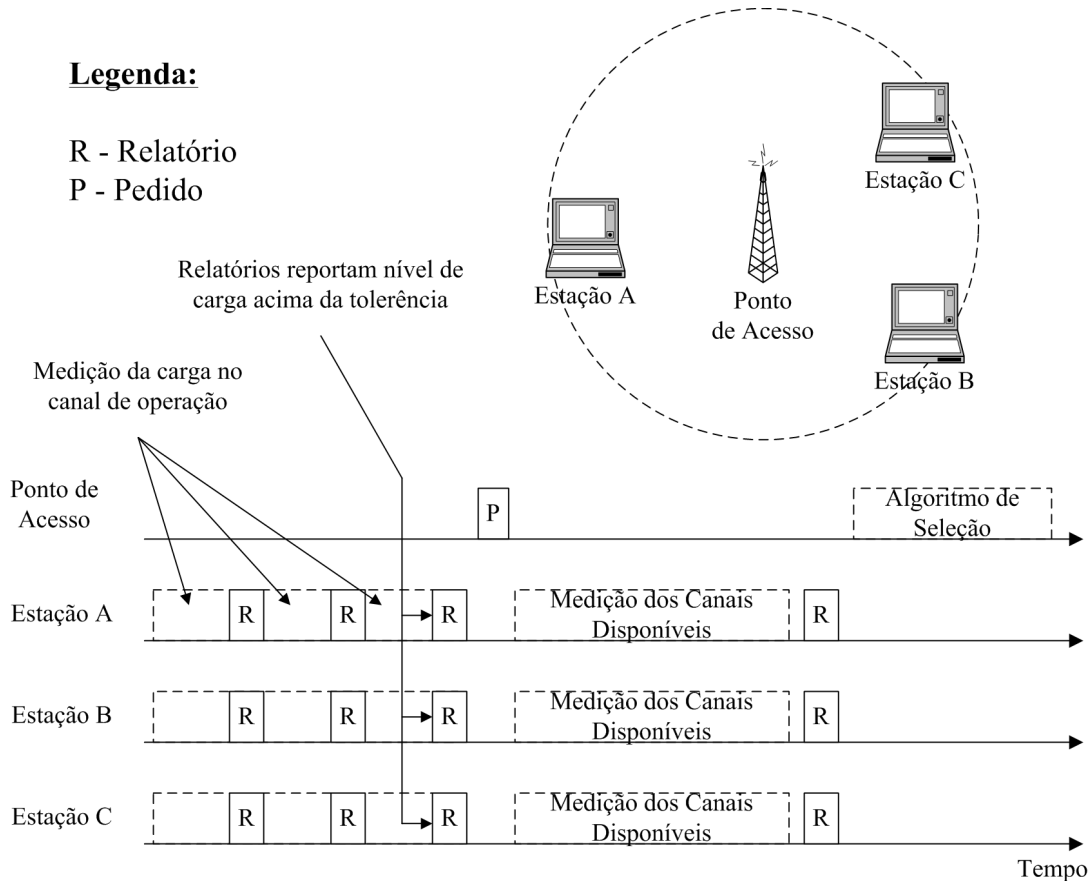 Legenda:
R - Relatório
P - Pedido
Estação C
Estação A
Ponto
de Acesso
Estação B
Relatórios reportam nível de
carga acima da tolerência
Medição da carga no
canal de operação
Ponto de
Acesso
P
Algoritmo de
Seleção
Estação A
R
R
R
Medição dos Canais
Disponíveis
R
Estação B
R
R
R
Medição dos Canais
Disponíveis
R
Estação C
R
R
R
Medição dos Canais
Disponíveis
R
Tempo